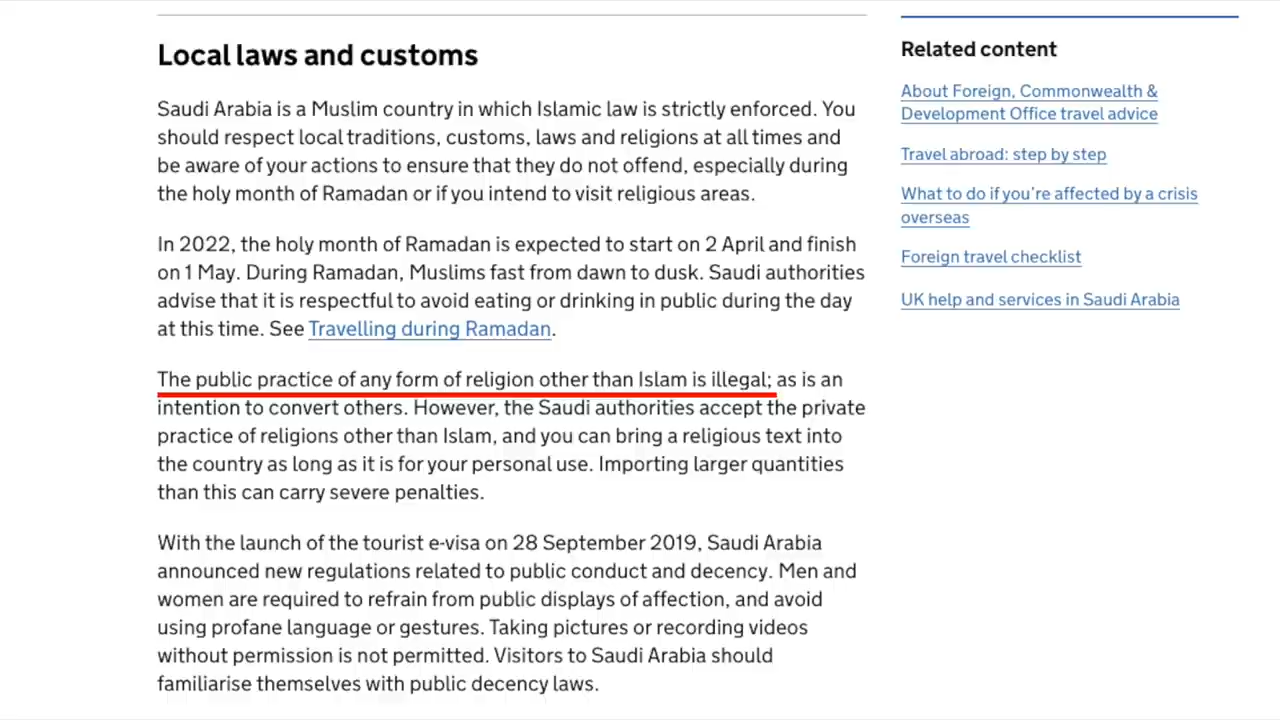 Local laws and customs
Saudi Arabia is a Muslim country in which Islamic law is strictly enforced. You
should respect local traditions, customs, laws and religions at all times and
be aware of your actions to ensure that they do not offend, especially during
the holy month of Ramadan or if you intend to visit religious areas.
In 2022, the holy month of Ramadan is expected to start on 2 April and finish
on 1 May. During Ramadan, Muslims fast from dawn to dusk. Saudi authorities
advise that it is respectful to avoid eating or drinking in public during the day
at this time. See Travelling during Ramadan.
The public practice of any form of religion other than Islam is illegal; as is an
intention to convert others. However, the Saudi authorities accept the private
practice of religions other than Islam, and you can bring a religious text into
the country as long as it is for your personal use. Importing larger quantities
than this can carry severe penalties.
With the launch of the tourist e-visa on 28 September 2019, Saudi Arabia
announced new regulations related to public conduct and decency. Men and
women are required to refrain from public displays of affection, and avoid
using profane language or gestures. Taking pictures or recording videos
without permission is not permitted. Visitors to Saudi Arabia should
familiarise themselves with public decency laws.
Related content
About Foreign, Commonwealth &
Development Office travel advice
Travel abroad: step by step
What to do if you're affected by a crisis
overseas
Foreign travel checklist
UK help and services in Saudi Arabia